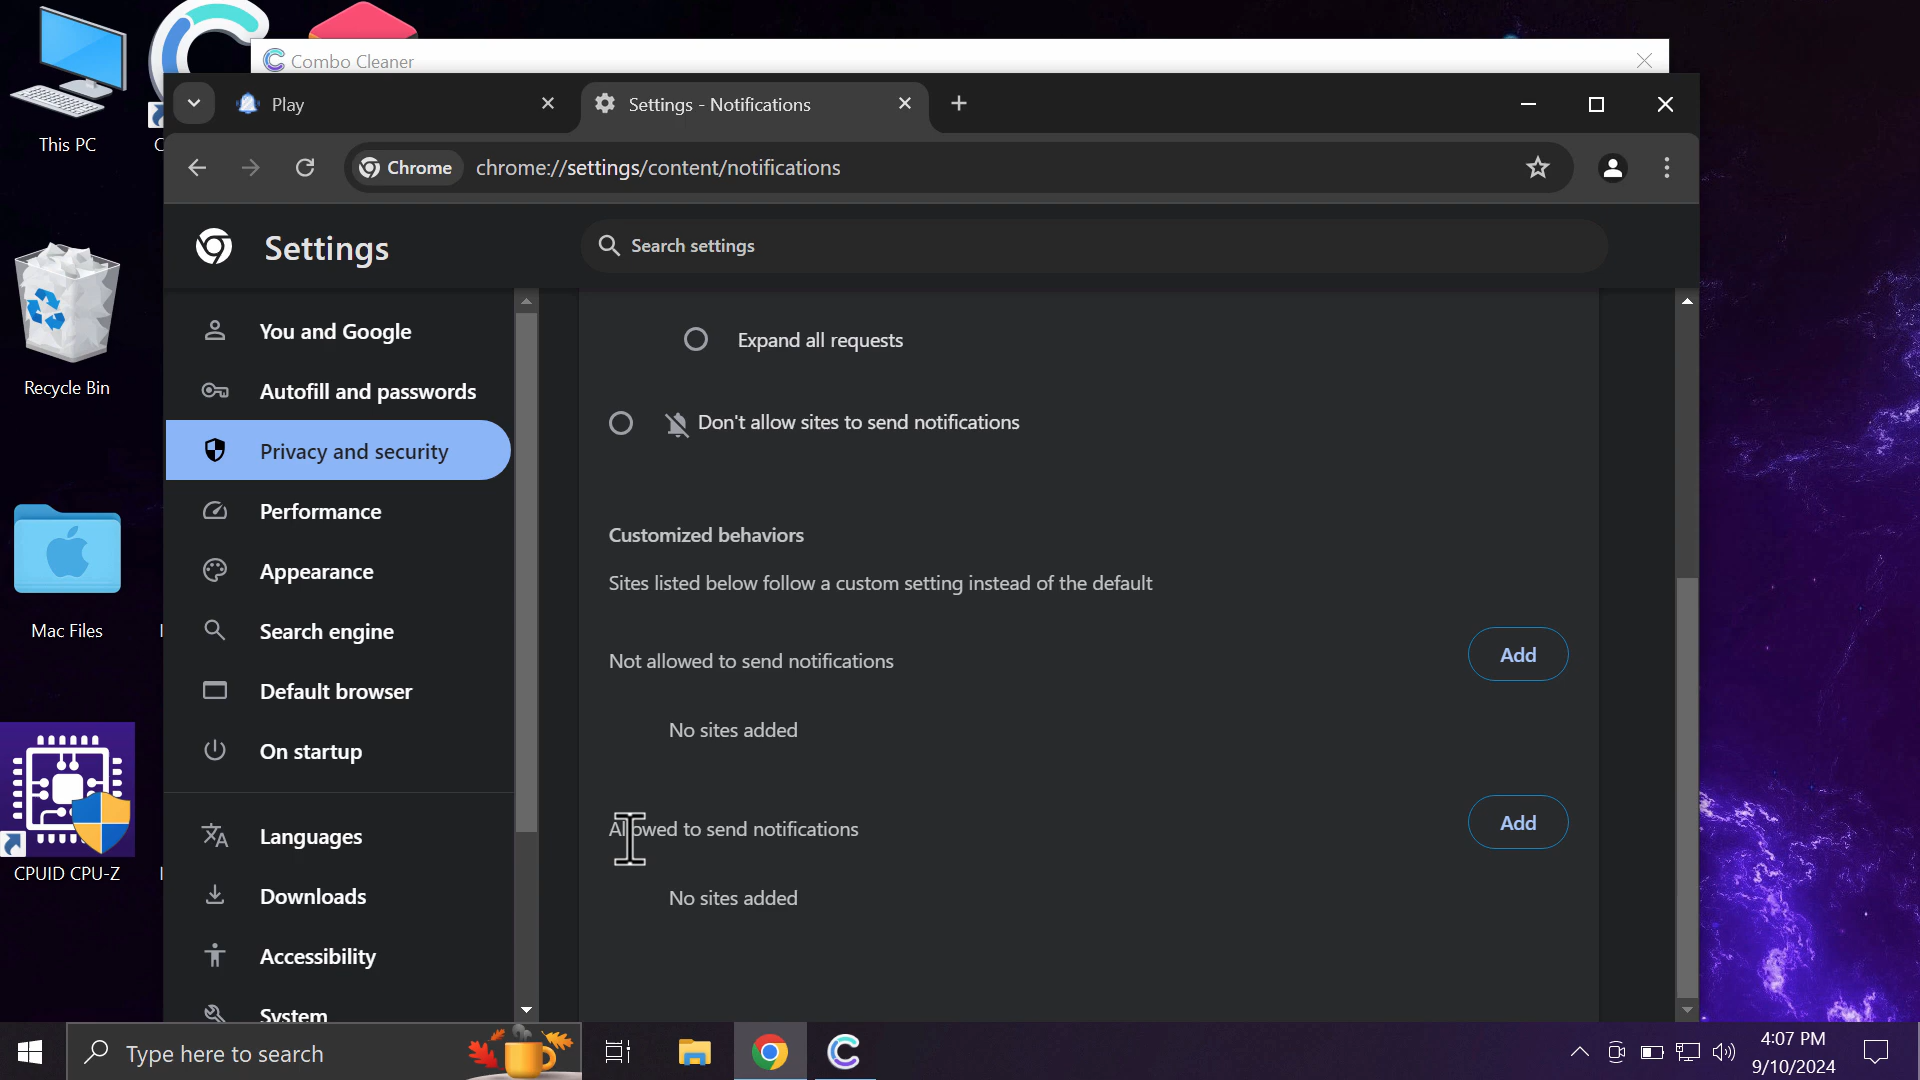 Combo Cleaner
Play
Settings - Notifications
Chrome
chrome://settings/content/notifications
Settings
Search settings
You and Google
Autofill and passwords
Privacy and security
Performance
Appearance
Search engine
Default browser
On startup
Languages
Downloads
Accessibility
System
Expand all requests
Don't allow sites to send notifications
Customized behaviors
Sites listed below follow a custom setting instead of the default
Not allowed to send notifications
Add
No sites added
Allowed to send notifications
Add
No sites added
This PC
Recycle Bin
Mac Files
CPUID CPU-Z
Type here to search
4:07 PM
9/10/2024